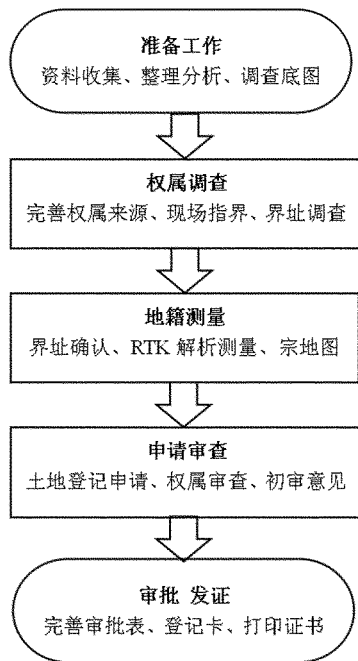 准备工作
资料收集、整理分析、调查底图
权属调查
完善权属来源、现场指界、界址调查
地籍测量
界址确认、RTK 解析测量、宗地图
申请审查
土地登记申请、权属审查、初审意见
审批 发证
完善审批表、登记卡、打印证书